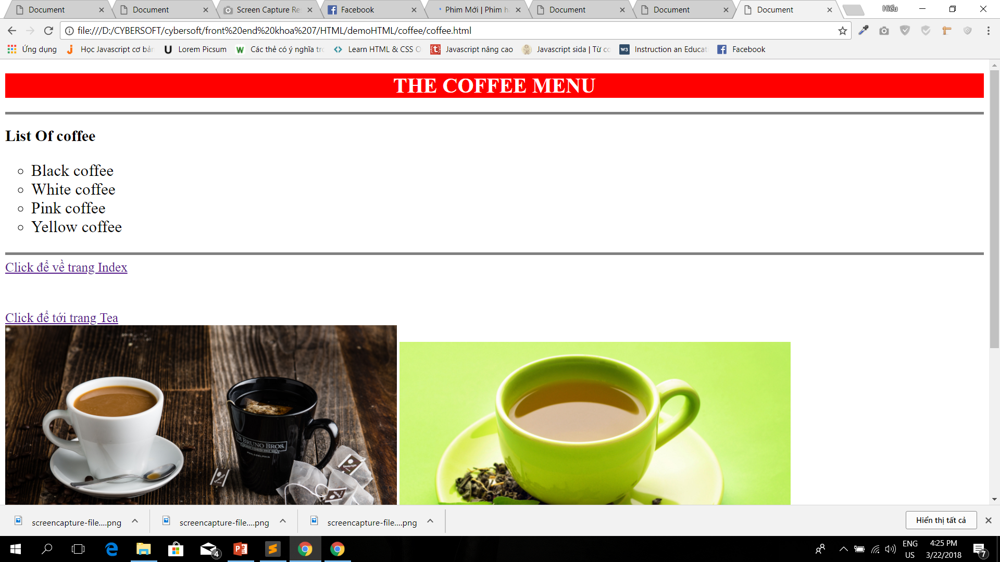 Document
Document
Screen Capture Re
Facebook
Phim Mới | Phim h
Document
Document
Document
Hiếu
file:///D:/CYBERSOFT/cybersoft/front%20end%20khoa%207/HTML/demoHTML/coffee/coffee.html
Ứng dụng
Học Javascript cơ bản
Lorem Picsum
Các thẻ có ý nghĩa tro
Learn HTML & CSS O
Javascript nâng cao
Javascript sida | Từ cơ
Instruction an Educat
Facebook
THE COFFEE MENU
List Of coffee
Black coffee
White coffee
Pink coffee
Yellow coffee
Click để về trang Index
Click để tới trang Tea
DI BRUNO BROS.
PHILADELPHIA
screencapture-file....png
screencapture-file....png
screencapture-file....png
Hiển thị tất cả
4
ENG
US
4:25 PM
3/22/2018
7